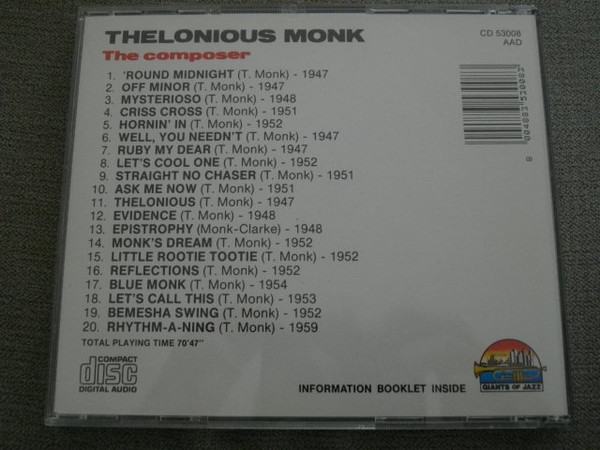 THELONIOUS MONK
The composer
CD 53008
AAD
1. 'ROUND MIDNIGHT (T. Monk) - 1947
2. OFF MINOR (T. Monk) - 1947
3. MYSTERIOSO (T. Monk) - 1948
4. CRISS CROSS (T. Monk) - 1951
5. HORNIN' IN (T. Monk) - 1952
6. WELL, YOU NEEDN'T (T. Monk) - 1947
7. RUBY MY DEAR (T. Monk) - 1947
8. LET'S COOL ONE (T. Monk) - 1952
9. STRAIGHT NO CHASER (T. Monk) - 1951
10. ASK ME NOW (T. Monk) - 1951
11. THELONIOUS (T. Monk) - 1947
12. EVIDENCE (T. Monk) - 1948
13. EPISTROPHY (Monk-Clarke) - 1948
14. MONK'S DREAM (T. Monk) - 1952
15. LITTLE ROOTIE TOOTIE (T. Monk) - 1952
16. REFLECTIONS (T. Monk) - 1952
17. BLUE MONK (T. Monk) - 1954
18. LET'S CALL THIS (T. Monk) - 1953
19. BEMESHA SWING (T. Monk) - 1952
20. RHYTHM-A-NING (T. Monk) - 1959
TOTAL PLAYING TIME 70'47"
COMPACT
disc
DIGITAL AUDIO
INFORMATION BOOKLET INSIDE
GIANTS OF JAZZ